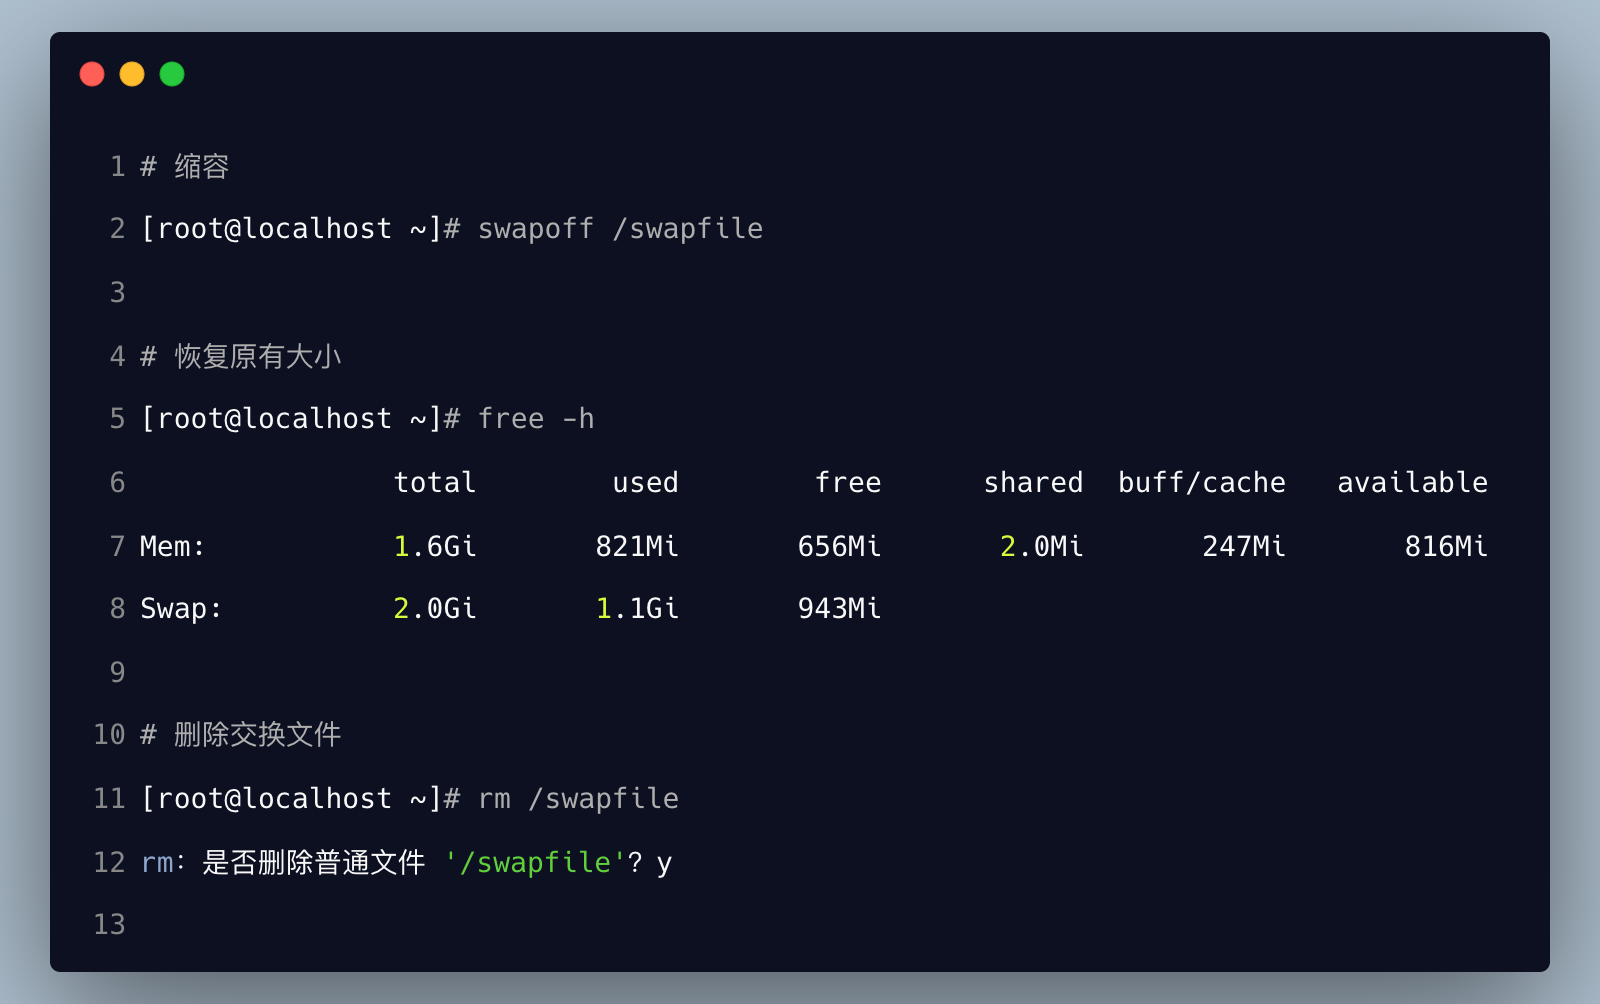 1 # 缩容
2 [root@localhost ~]# swapoff /swapfile
3
4 # 恢复原有大小
5 [root@localhost ~]# free -h
6               total        used        free      shared  buff/cache   available
7 Mem:          1.6Gi       821Mi       656Mi       2.0Mi       247Mi       816Mi
8 Swap:         2.0Gi       1.1Gi       943Mi
9
10 # 删除交换文件
11 [root@localhost ~]# rm /swapfile
12 rm：是否删除普通文件 '/swapfile'？y
13